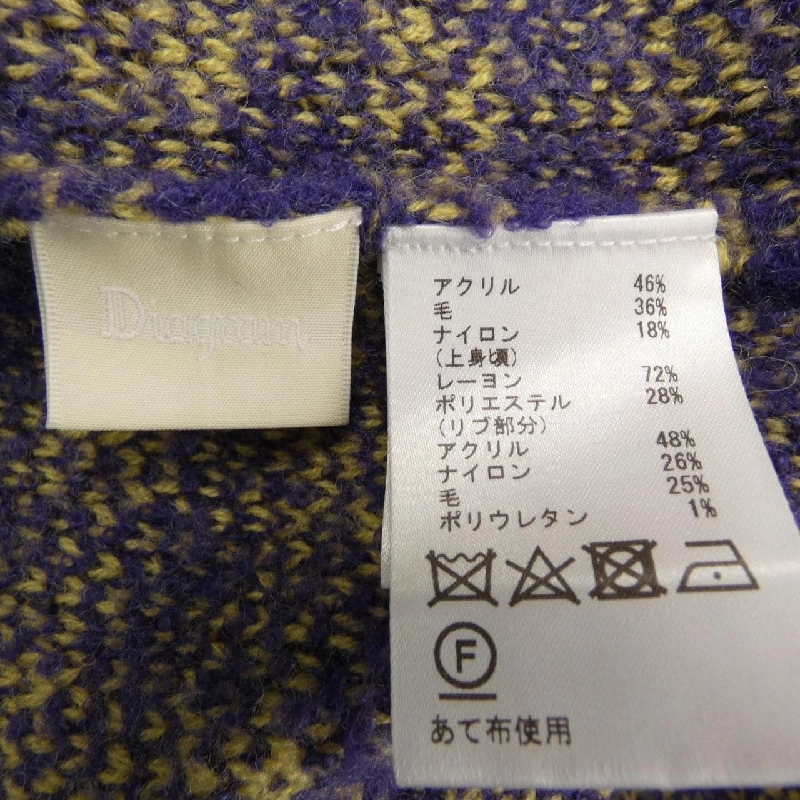 Diagram
アクリル 46%
毛 36%
ナイロン 18%
(上身頃)
レーヨン 72%
ポリエステル 28%
(リブ部分)
アクリル 48%
ナイロン 26%
毛 25%
ポリウレタン 1%
F
あて布使用